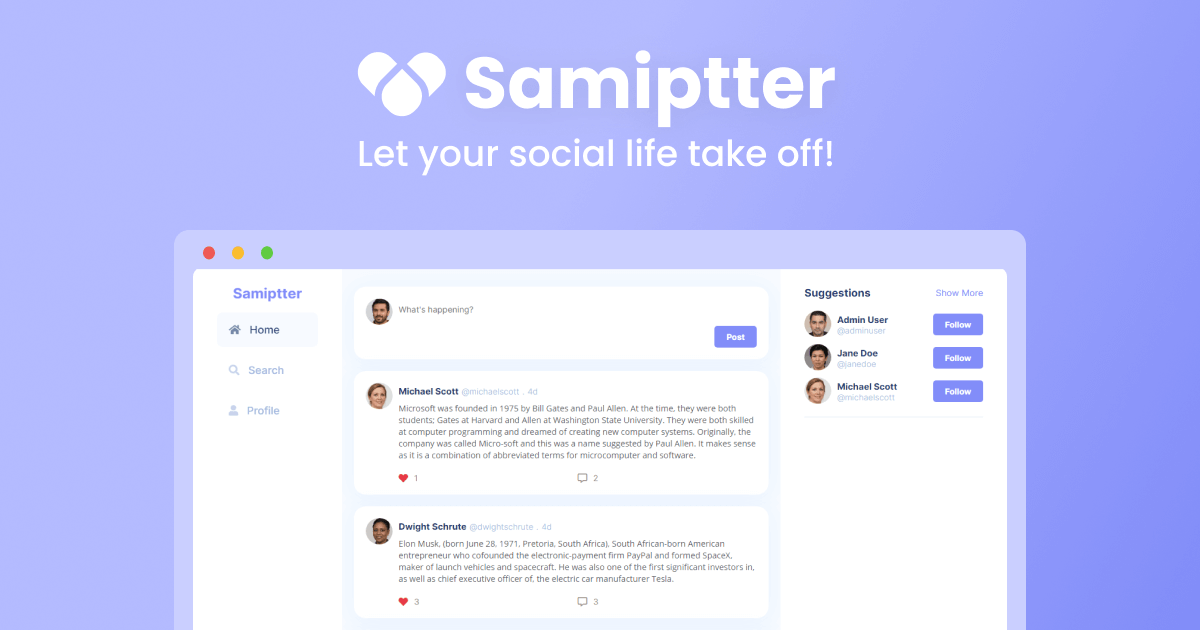 Samiptter
Let your social life take off!
Samiptter
Home
Search
Profile
What's happening?
Post
Michael Scott @michaelscott . 4d
Microsoft was founded in 1975 by Bill Gates and Paul Allen. At the time, they were both
students; Gates at Harvard and Allen at Washington State University. They were both skilled
at computer programming and dreamed of creating new computer systems. Originally, the
company was called Micro-soft and this was a name suggested by Paul Allen. It makes sense
as it is a combination of abbreviated terms for microcomputer and software.
1 2
Dwight Schrute @dwightschrute . 4d
Elon Musk, (born June 28, 1971, Pretoria, South Africa), South African-born American
entrepreneur who cofounded the electronic-payment firm PayPal and formed SpaceX,
maker of launch vehicles and spacecraft. He was also one of the first significant investors in,
as well as chief executive officer of, the electric car manufacturer Tesla.
3 3
Suggestions Show More
Admin User
@adminuser
Follow
Jane Doe
@janedoe
Follow
Michael Scott
@michaelscott
Follow